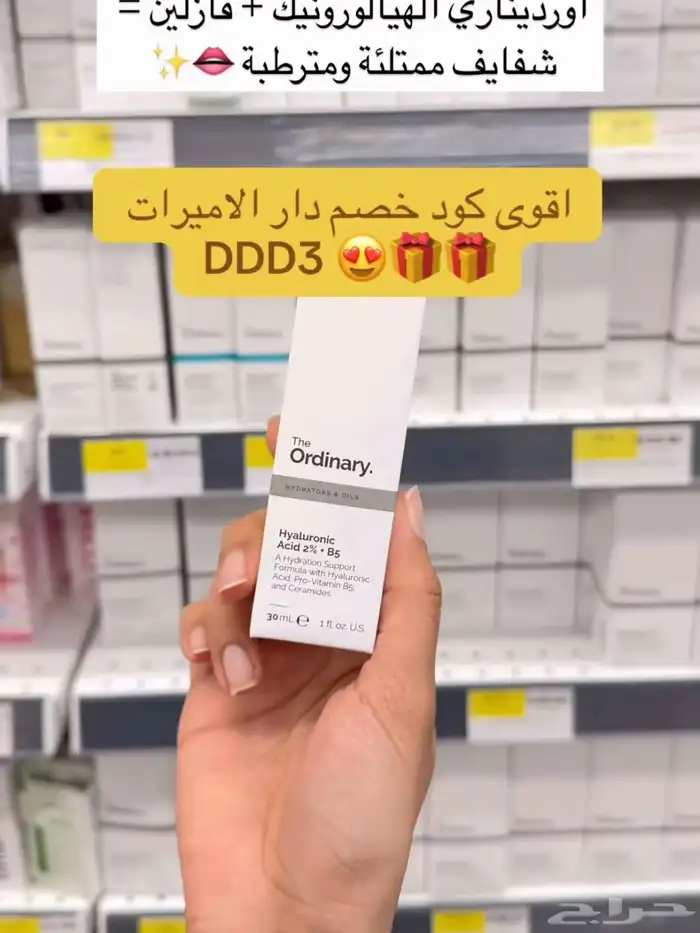 اورديناري الهيالورونيك + فازلين =
شفايف ممتلئة ومترطبة 👄✨
اقوى كود خصم دار الاميرات
DDD3 😍🎁🎁
The
Ordinary.
HYDRATORS & OILS
Hyaluronic
Acid 2% + B5
A Hydration Support
Formula with Hyaluronic
Acid, Pro-Vitamin B5,
and Ceramides
30 mL e 1 fl. oz. U.S.
حراج